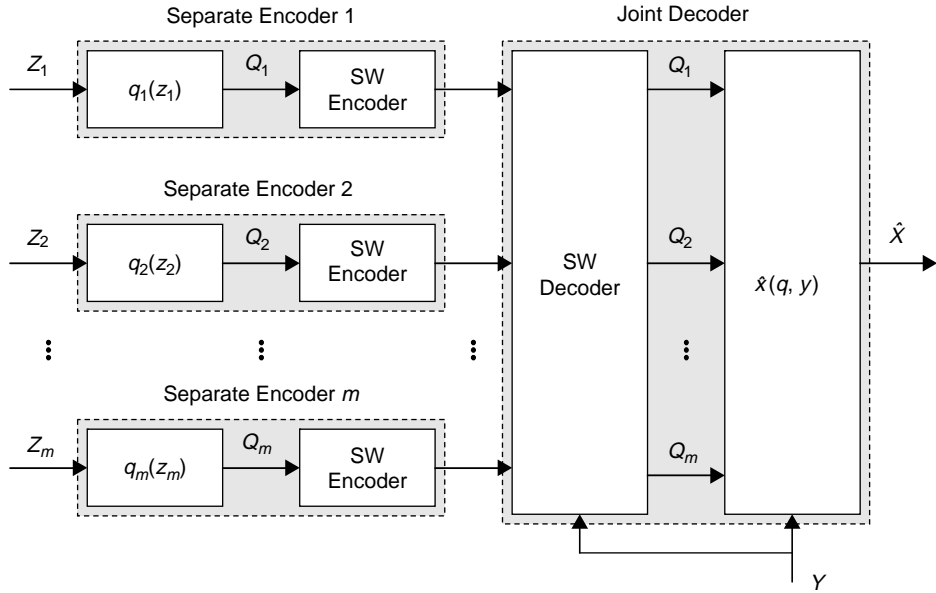 Separate Encoder 1
Joint Decoder
Z1
q1(z1)
Q1
SW
Encoder
Q1
Separate Encoder 2
Z2
q2(z2)
Q2
SW
Encoder
SW
Decoder
Q2
x̂(q, y)
X̂
Separate Encoder m
Zm
qm(zm)
Qm
SW
Encoder
Qm
Y